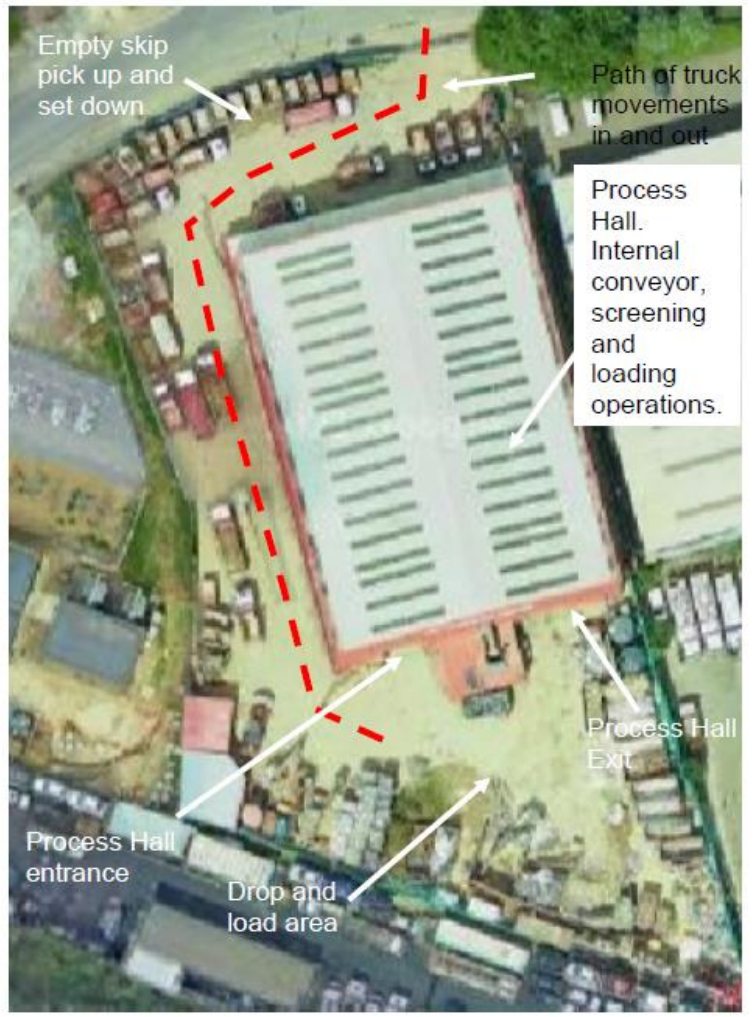 Empty skip
pick up and
set down
Path of truck
movements
in and out
Process
Hall.
Internal
conveyor,
screening
and
loading
operations.
Process Hall
Exit
Process Hall
entrance
Drop and
load area